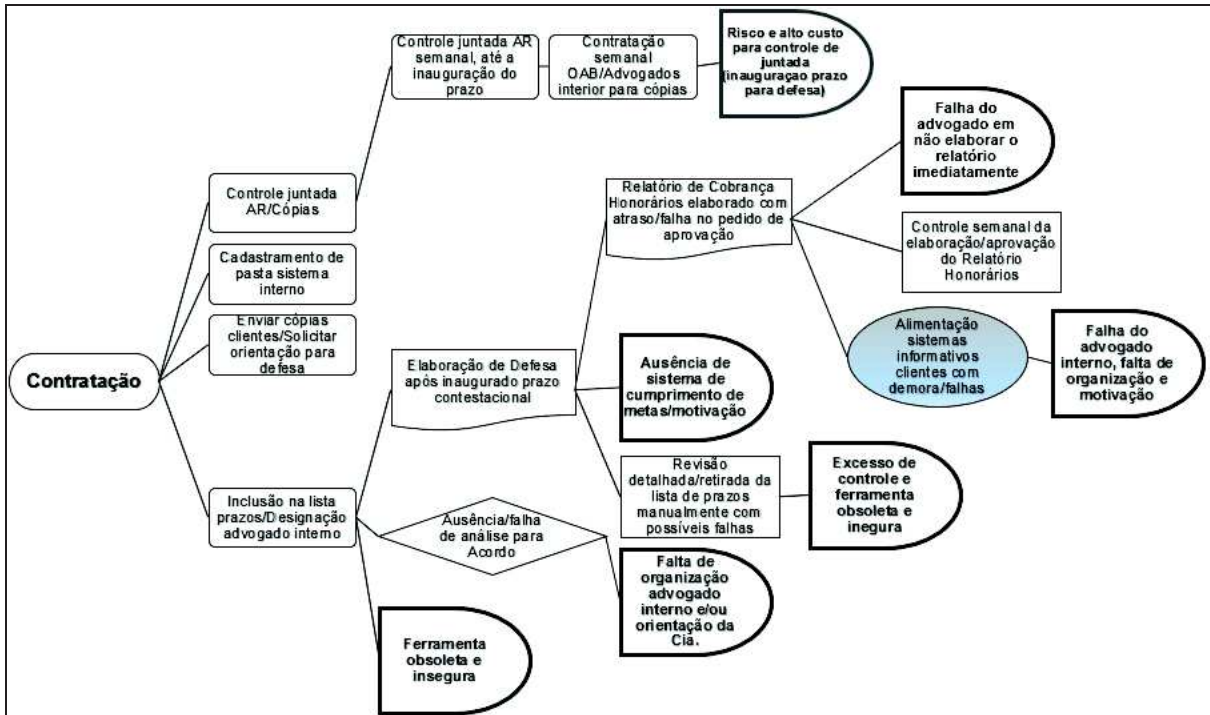 Controle juntada AR
semanal, até a
inauguração do
prazo
Contratação
semanal
OAB/Advogados
interior para cópias
Risco e alto custo
para controle de
juntada
(inauguraçao prazo
para defesa)
Falha do
advogado em
não elaborar o
relatório
imediatamente
Controle juntada
AR/Cópias
Relatório de Cobrança
Honorários elaborado com
atraso/falha no pedido de
aprovação
Controle semanal da
elaboração/aprovação
do Relatório
Honorários
Cadastramento de
pasta sistema
interno
Enviar cópias
clientes/Solicitar
orientação para
defesa
Contratação
Elaboração de Defesa
após inaugurado prazo
contestacional
Ausência de
sistema de
cumprimento de
metas/motivação
Alimentação
sistemas
informativos
clientes com
demora/falhas
Falha do
advogado
interno, falta de
organização e
motivação
Revisão
detalhada/retirada da
lista de prazos
manualmente com
possíveis falhas
Excesso de
controle e
ferramenta
obsoleta e
inegura
Inclusão na lista
prazos/Designação
advogado interno
Ausência/falha
de análise para
Acordo
Falta de
organização
advogado
interno e/ou
orientação da
Cia.
Ferramenta
obsoleta e
insegura